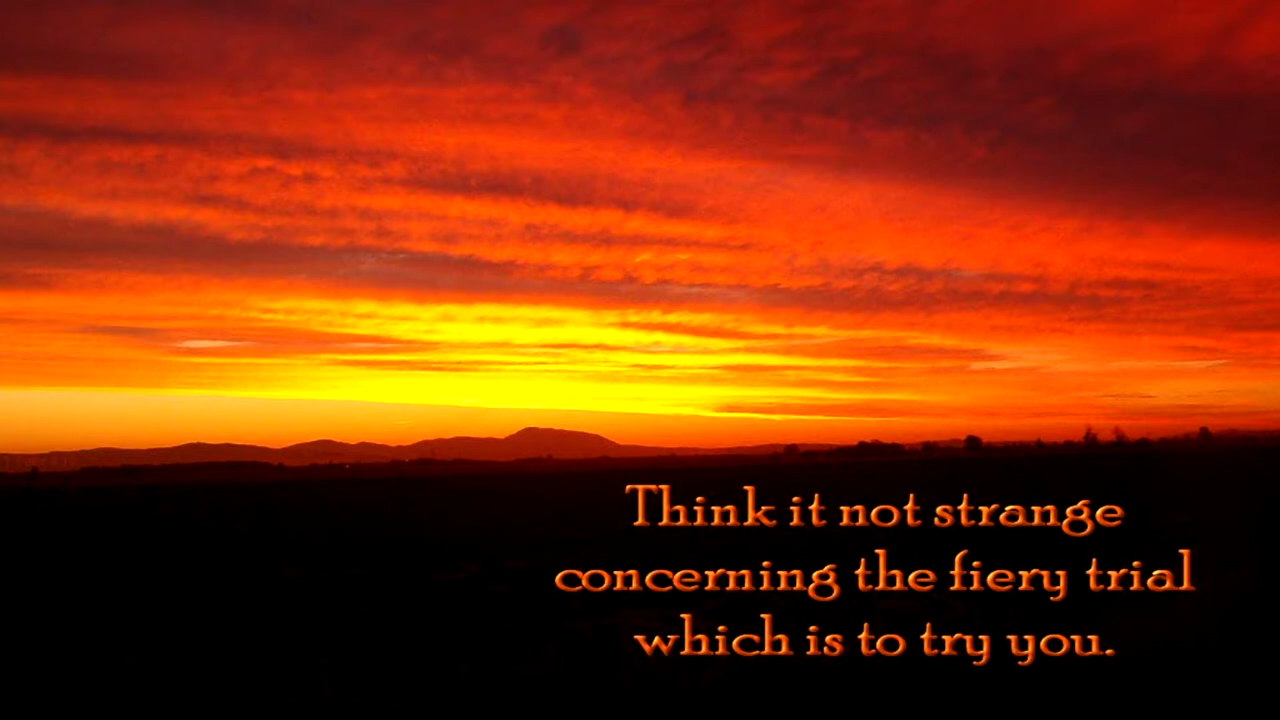 Think it not strange
concerning the fiery trial
which is to try you.